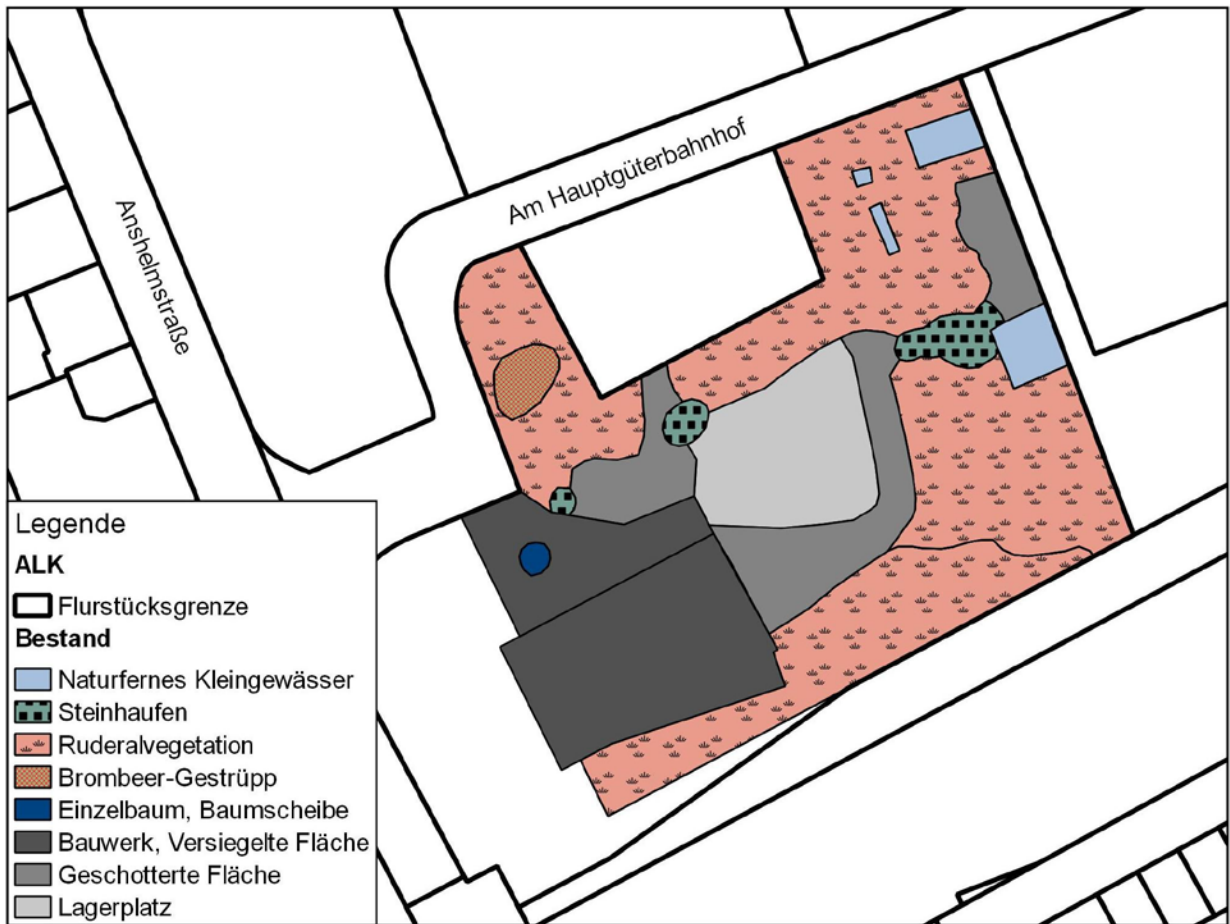 Am Hauptgüterbahnhof
Anshelmstraße
Legende
ALK
Flurstücksgrenze
Bestand
Naturfernes Kleingewässer
Steinhaufen
Ruderalvegetation
Brombeer-Gestrüpp
Einzelbaum, Baumscheibe
Bauwerk, Versiegelte Fläche
Geschotterte Fläche
Lagerplatz